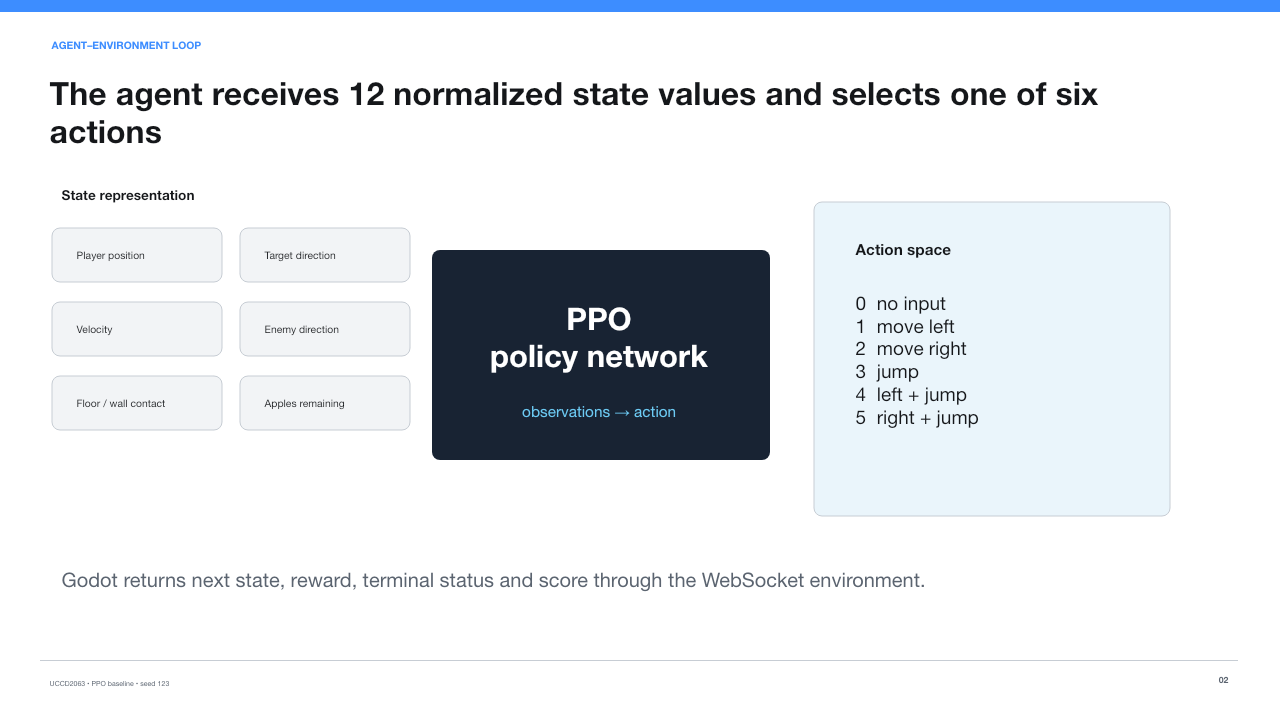 AGENT–ENVIRONMENT LOOP
The agent receives 12 normalized state values and selects one of six
actions
State representation
Player position
Target direction
Velocity
Enemy direction
Floor / wall contact
Apples remaining
PPO
policy network
observations → action
Action space
0 no input
1 move left
2 move right
3 jump
4 left + jump
5 right + jump
Godot returns next state, reward, terminal status and score through the WebSocket environment.
UCCD2063 • PPO baseline • seed 123
02